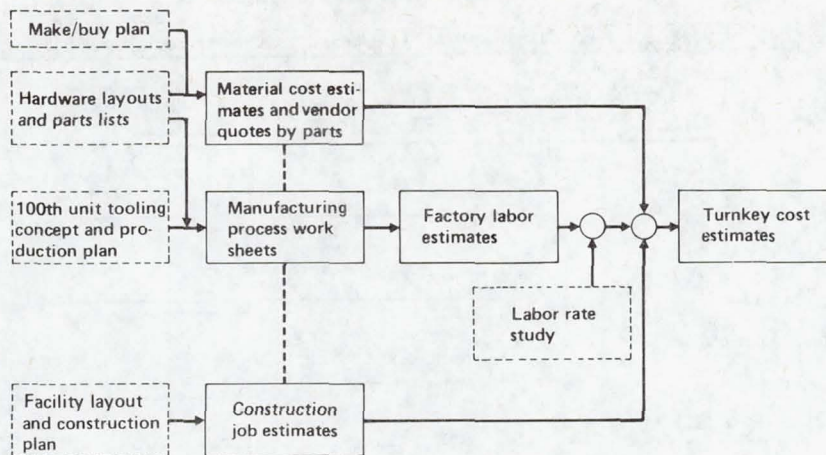 Make/buy plan
Hardware layouts
and parts lists
Material cost esti-
mates and vendor
quotes by parts
100th unit tooling
concept and pro-
duction plan
Manufacturing
process work
sheets
Factory labor
estimates
Turnkey cost
estimates
Labor rate
study
Facility layout
and construction
plan
Construction
job estimates